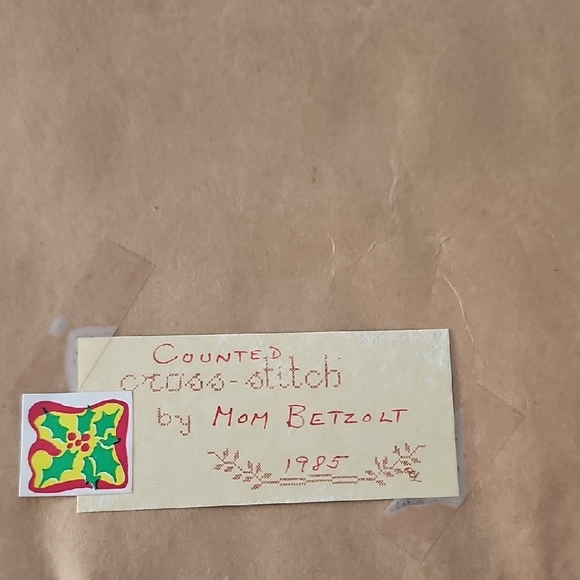 COUNTED
cross-stitch
by MOM BETZOLT
1985